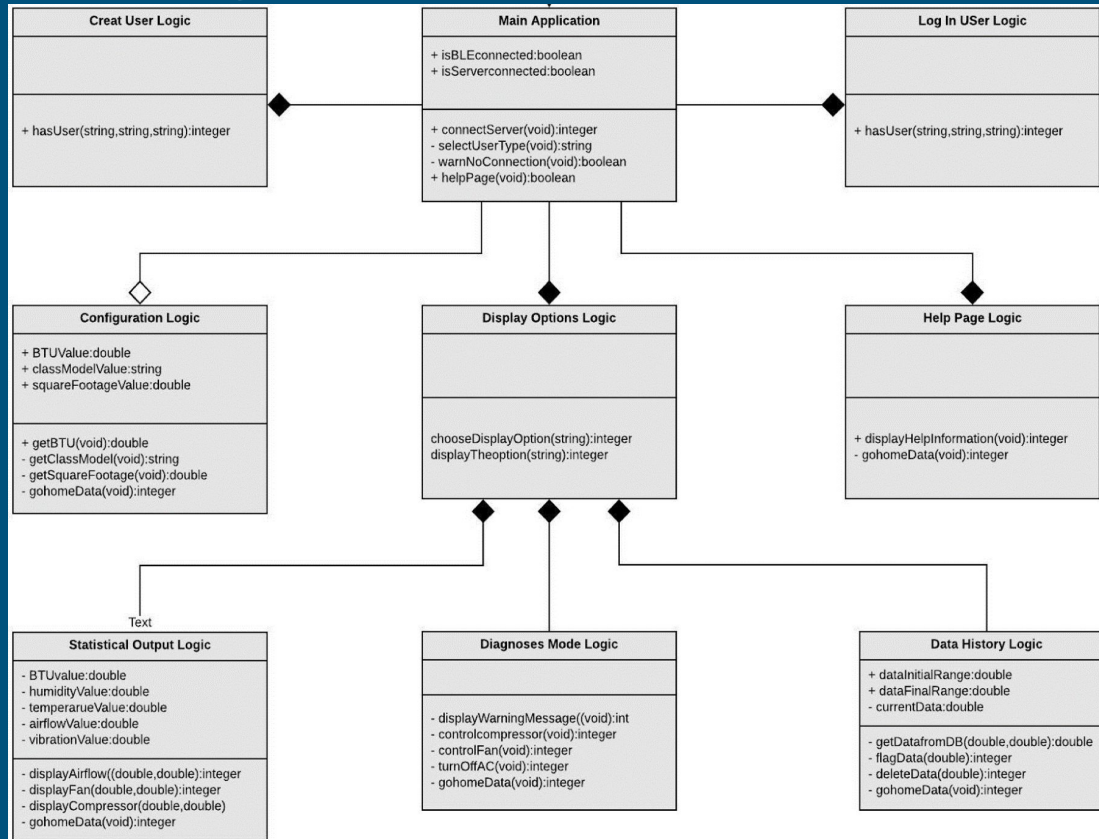 Creat User Logic
+ hasUser(string,string,string):integer
Main Application
+ isBLEconnected:boolean
+ isServerconnected:boolean
+ connectServer(void):integer
- selectUserType(void):string
- warnNoConnection(void):boolean
+ helpPage(void):boolean
Log In USer Logic
+ hasUser(string,string,string):integer
Configuration Logic
+ BTUValue:double
+ classModelValue:string
+ squareFootageValue:double
+ getBTU(void):double
- getClassModel(void):string
- getSquareFootage(void):double
- gohomeData(void):integer
Display Options Logic
chooseDisplayOption(string):integer
displayTheoption(string):integer
Help Page Logic
+ displayHelpInformation(void):integer
- gohomeData(void):integer
Text
Statistical Output Logic
- BTUvalue:double
- humidityValue:double
- temperarueValue:double
- airflowValue:double
- vibrationValue:double
- displayAirflow((double,double):integer
- displayFan(double,double):integer
- displayCompressor(double,double)
- gohomeData(void):integer
Diagnoses Mode Logic
- displayWarningMessage((void):int
- controlcompressor(void):integer
- controlFan(void):integer
- turnOffAC(void):integer
- gohomeData(void):integer
Data History Logic
+ dataInitialRange:double
+ dataFinalRange:double
- currentData:double
- getDatafromDB(double,double):double
- flagData(double):integer
- deleteData(double):integer
- gohomeData(void):integer